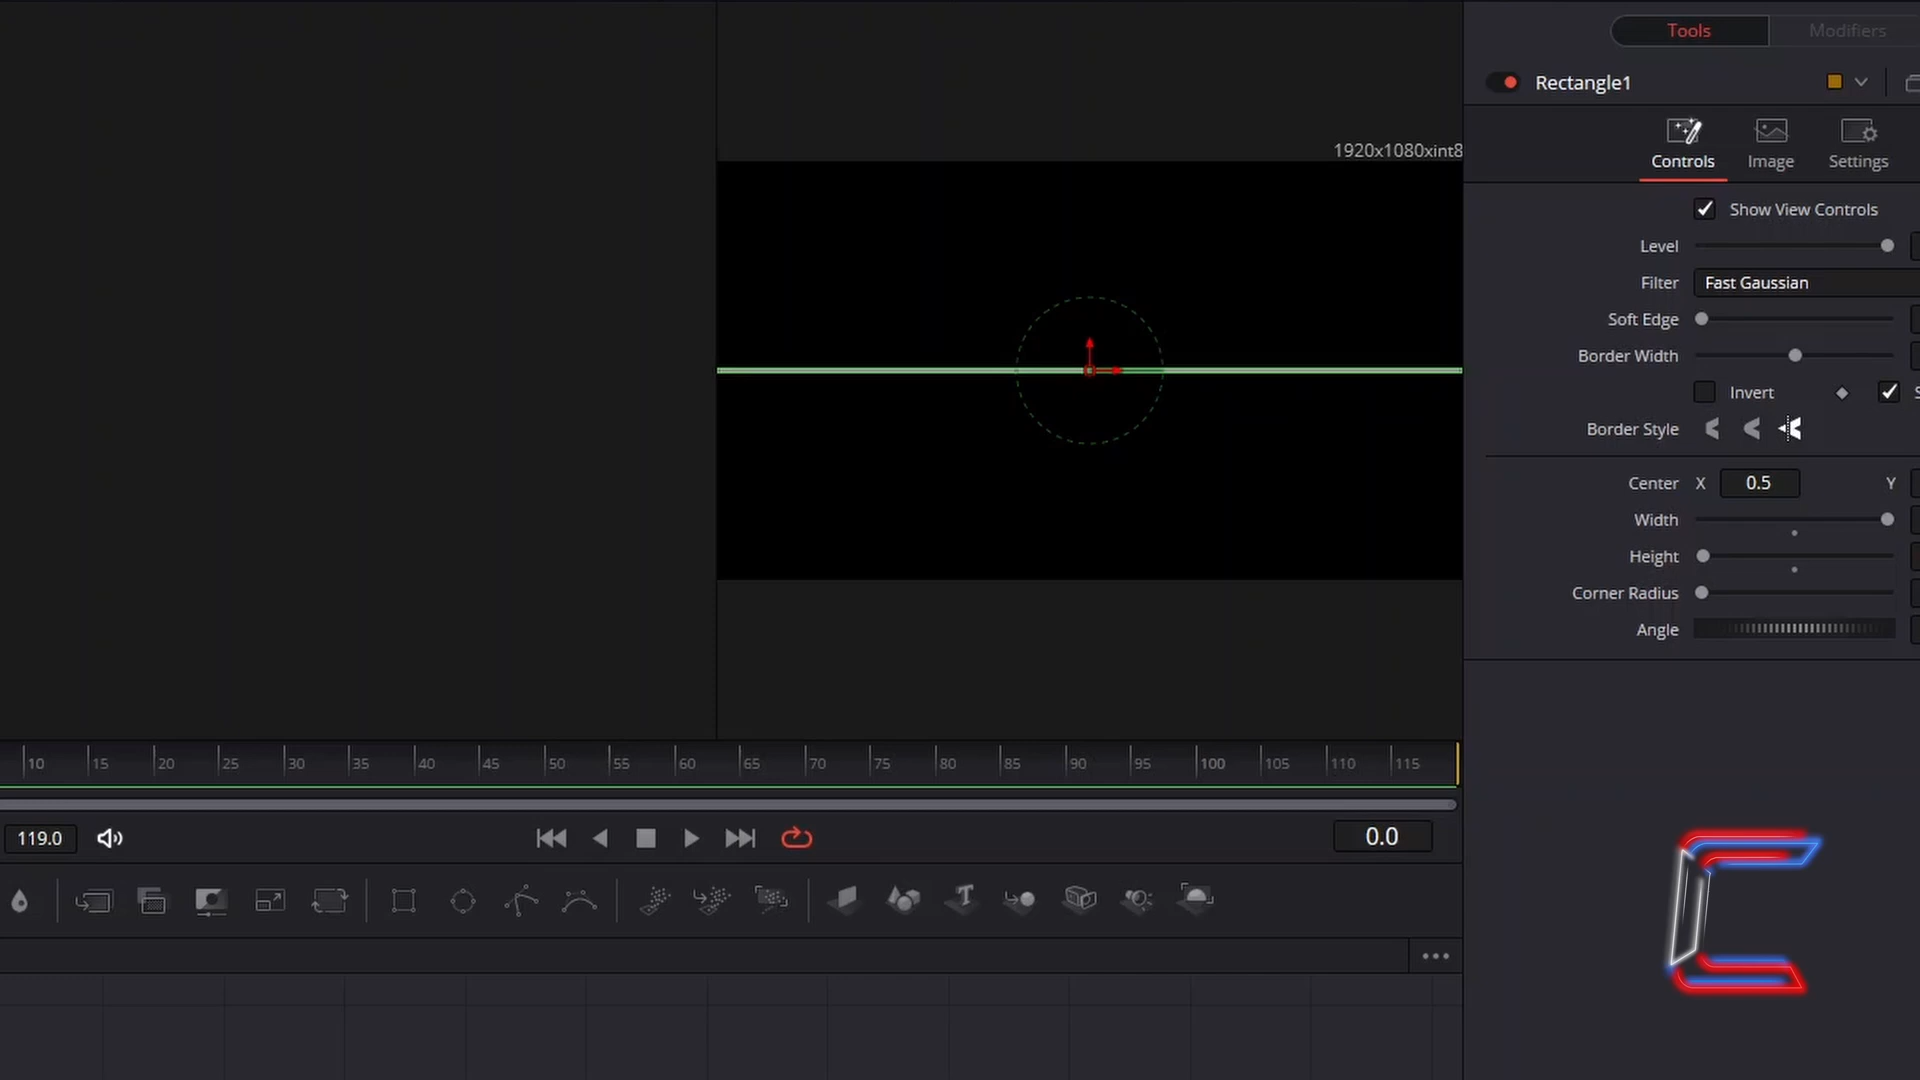 Tools Modifiers
Rectangle1
1920x1080xint8
Controls Image Settings
Show View Controls
Level
Filter Fast Gaussian
Soft Edge
Border Width
Invert
Border Style
Center X 0.5 Y
Width
Height
Corner Radius
Angle
10 15 20 25 30 35 40 45 50 55 60 65 70 75 80 85 90 95 100 105 110 115
119.0 0.0